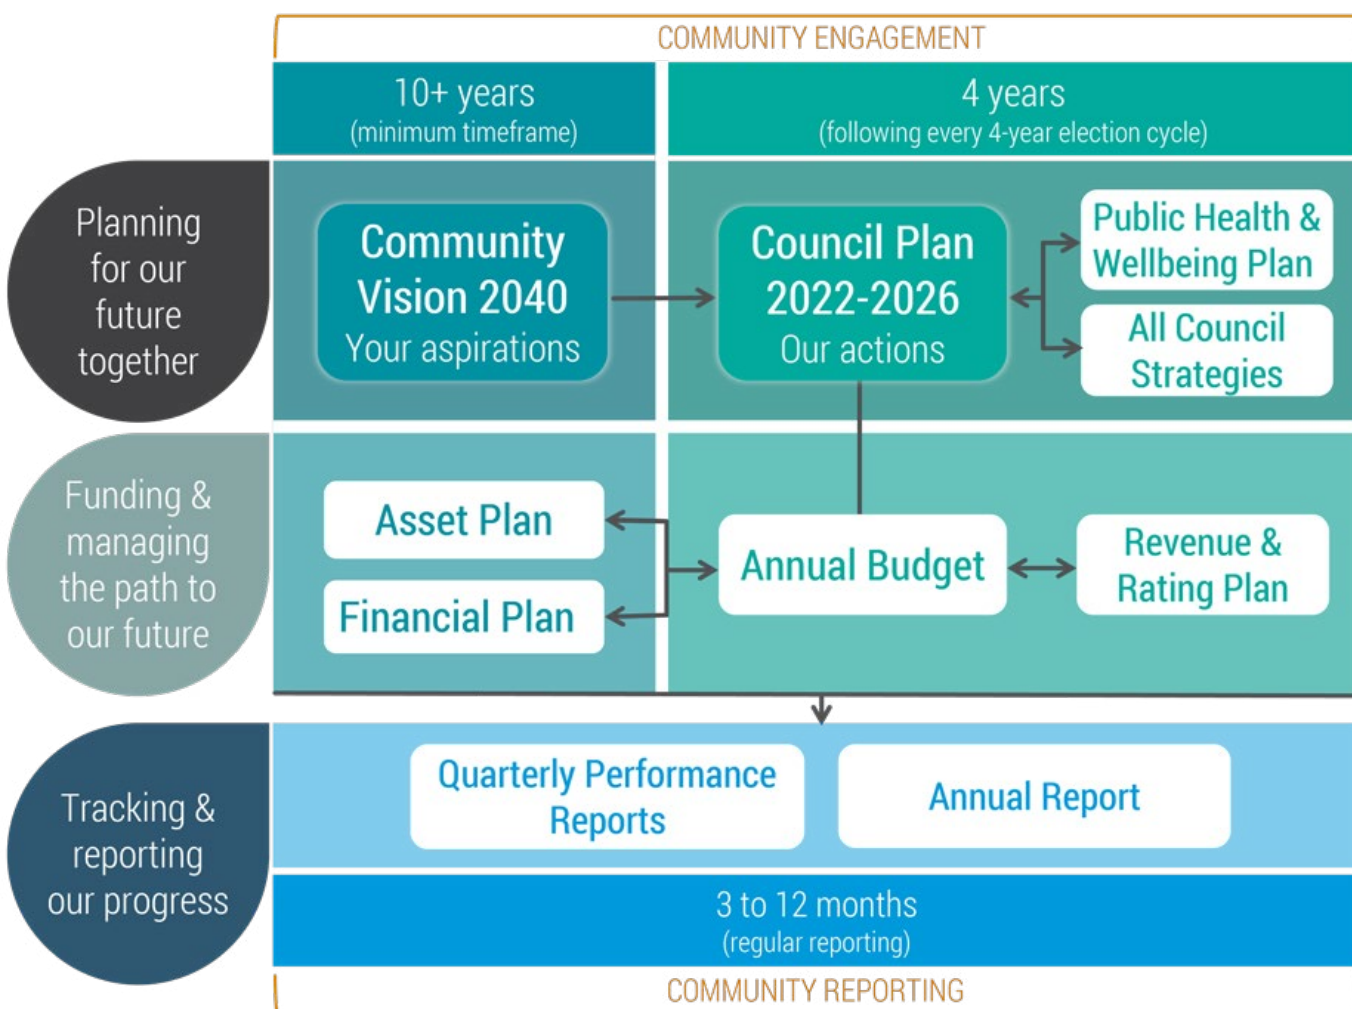 COMMUNITY ENGAGEMENT
10+ years
(minimum timeframe)
4 years
(following every 4-year election cycle)
Planning
for our
future
together
Community
Vision 2040
Your aspirations
Council Plan
2022-2026
Our actions
Public Health &
Wellbeing Plan
All Council
Strategies
Funding &
managing
the path to
our future
Asset Plan
Financial Plan
Annual Budget
Revenue &
Rating Plan
Tracking &
reporting
our progress
Quarterly Performance
Reports
Annual Report
3 to 12 months
(regular reporting)
COMMUNITY REPORTING